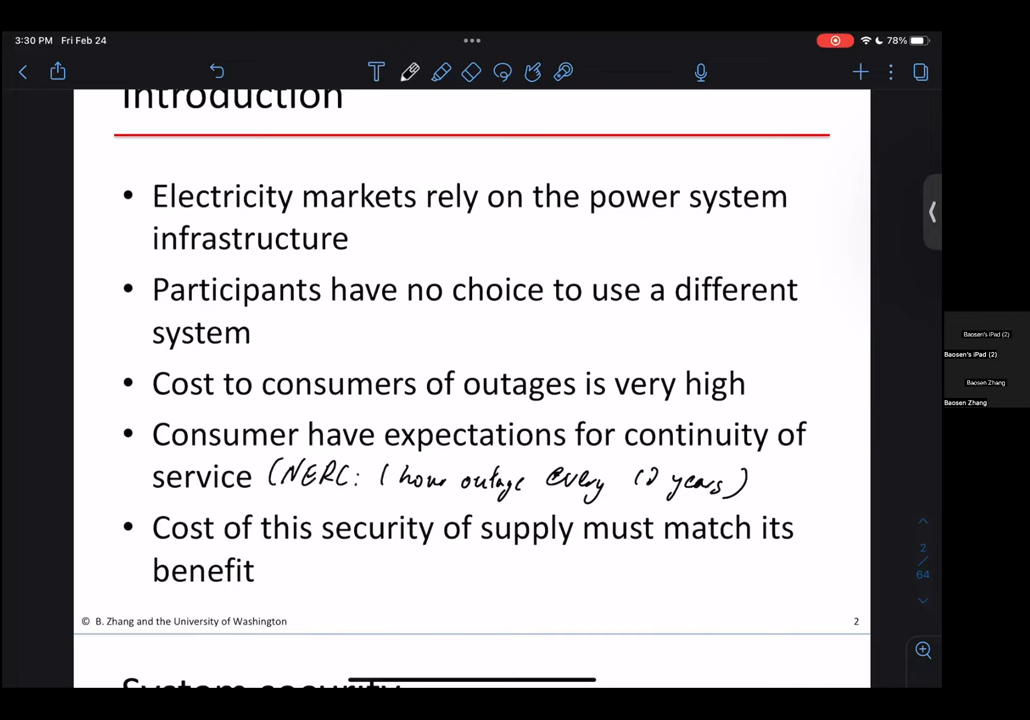 3:30 PM Fri Feb 24
78%
Introduction
• Electricity markets rely on the power system
infrastructure
• Participants have no choice to use a different
system
• Cost to consumers of outages is very high
• Consumer have expectations for continuity of
service (NERC: 1 hour outage every 10 years)
• Cost of this security of supply must match its
benefit
© B. Zhang and the University of Washington
2
System security
2
/
64
Baosen's iPad (2)
Baosen's iPad (2)
Baosen Zhang
Baosen Zhang